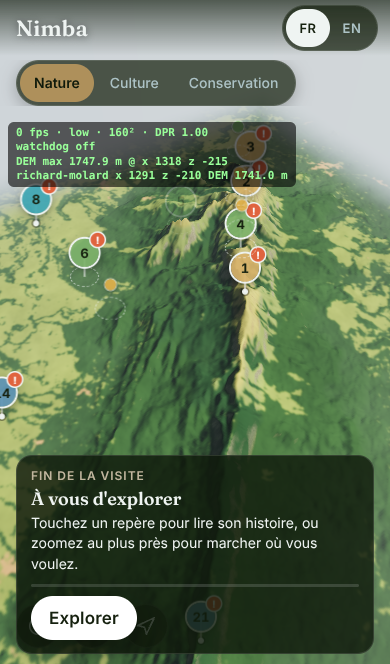 Nimba
FR EN
Nature Culture Conservation
0 fps · low · 160² · DPR 1.00
watchdog off
DEM max 1747.9 m @ x 1318 z -215
richard-molard x 1291 z -210 DEM 1741.0 m
3 !
2
8 !
4 !
6 !
1 !
14 !
FIN DE LA VISITE
À vous d'explorer
Touchez un repère pour lire son histoire, ou
zoomez au plus près pour marcher où vous
voulez.
Explorer
21 !